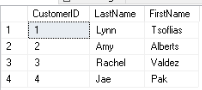 CustomerID LastName FirstName
1 1 Lynn Tsoflias
2 2 Amy Alberts
3 3 Rachel Valdez
4 4 Jae Pak